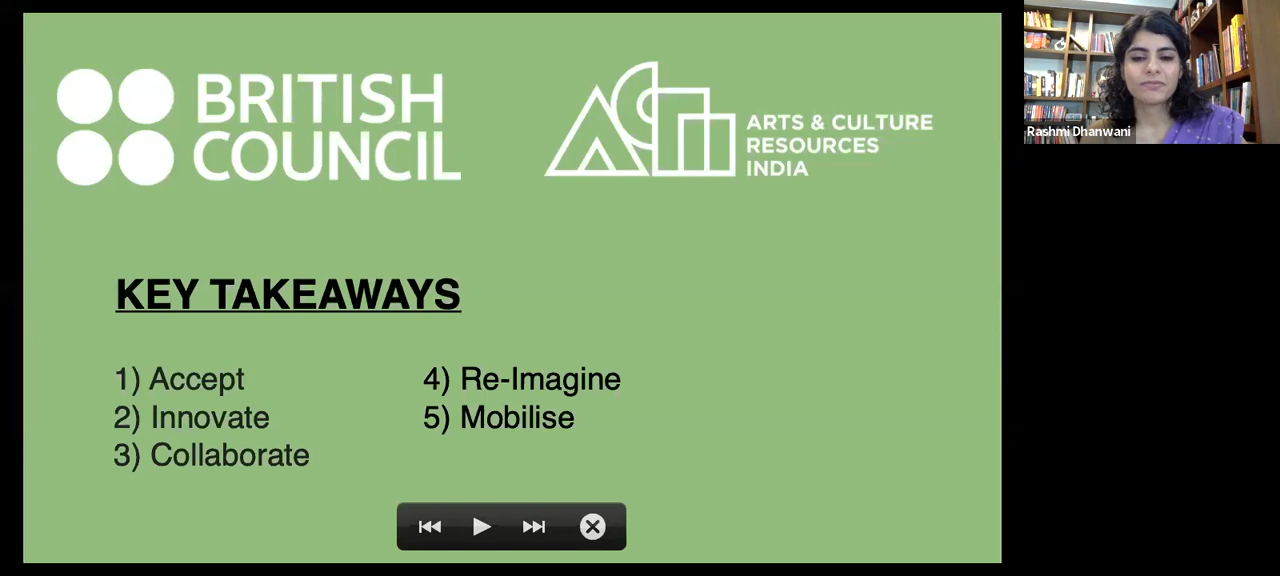 BRITISH
COUNCIL
ARTS & CULTURE
RESOURCES
INDIA
KEY TAKEAWAYS
1) Accept
2) Innovate
3) Collaborate
4) Re-Imagine
5) Mobilise
Rashmi Dhanwani